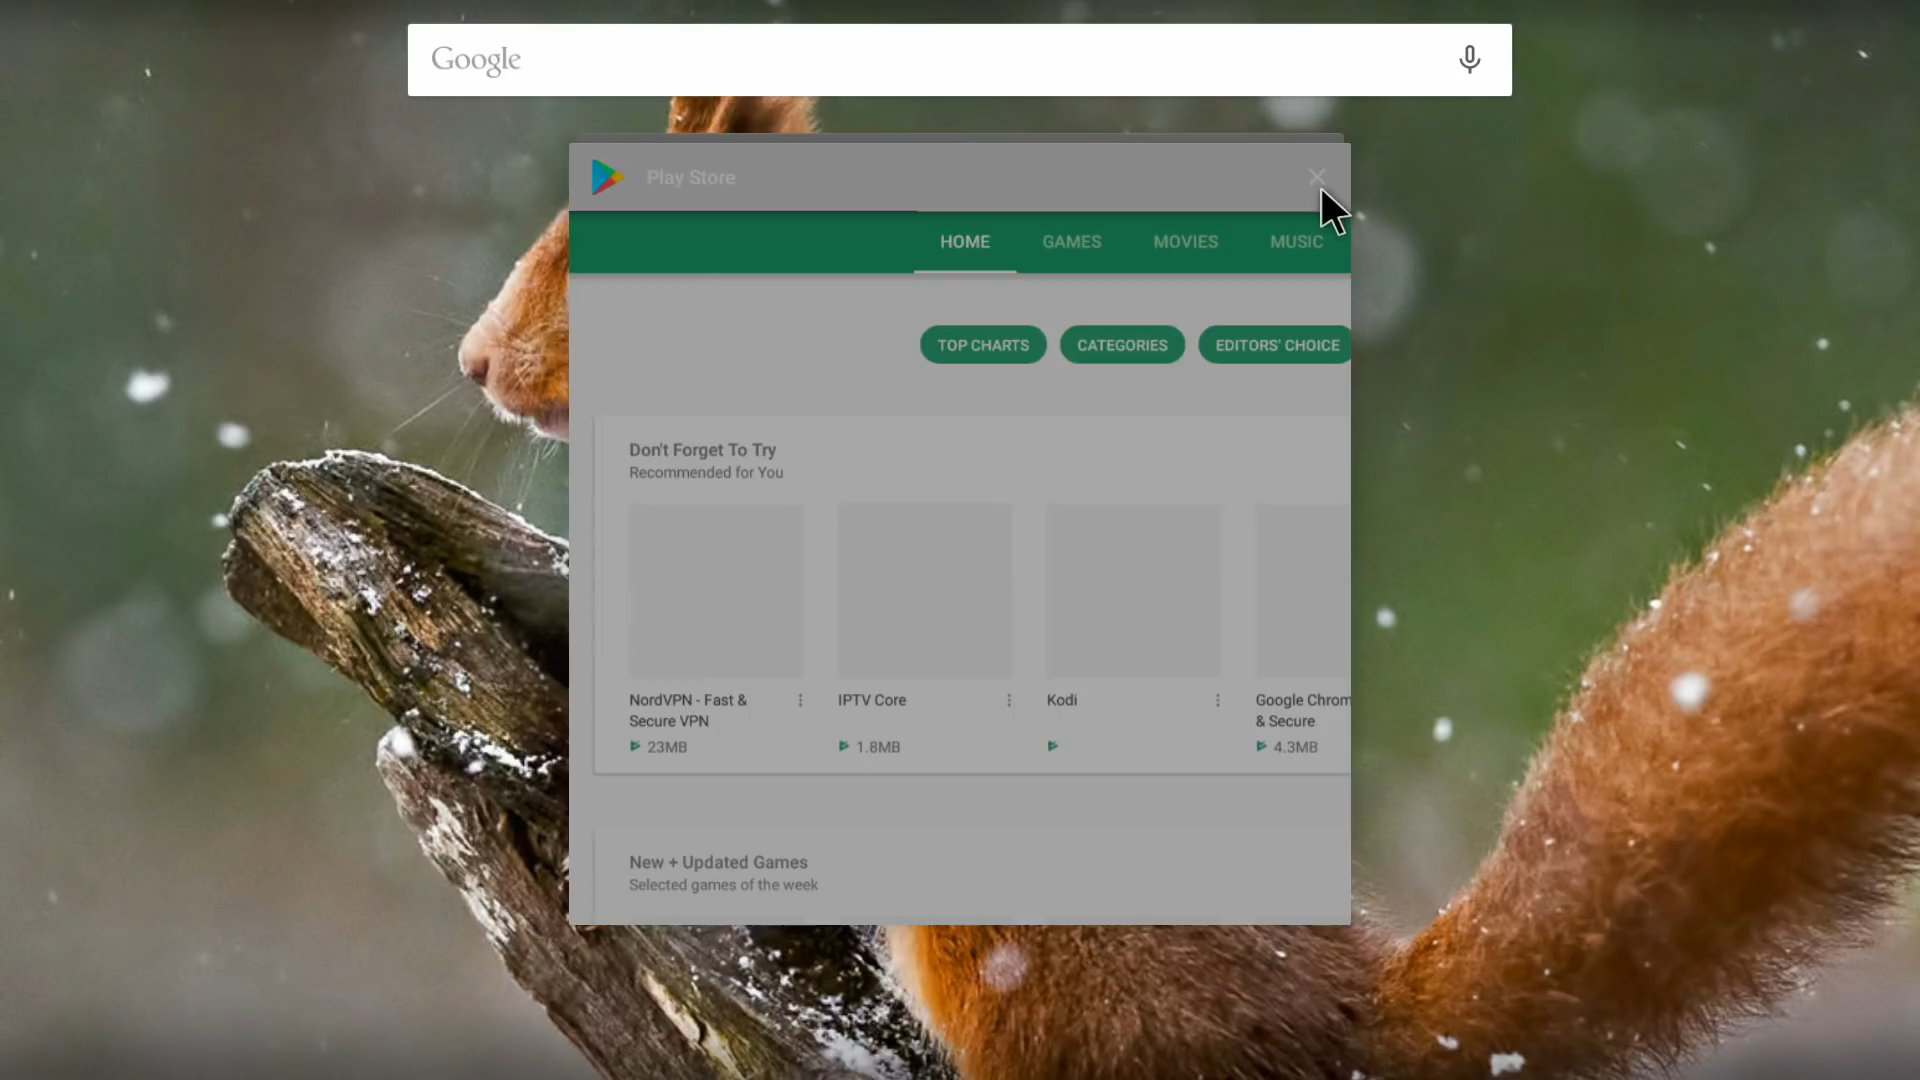 Google
Play Store
HOME GAMES MOVIES MUSIC
TOP CHARTS CATEGORIES EDITORS' CHOICE
Don't Forget To Try
Recommended for You
NordVPN - Fast &
Secure VPN
23MB
IPTV Core
1.8MB
Kodi
Google Chrom
& Secure
4.3MB
New + Updated Games
Selected games of the week